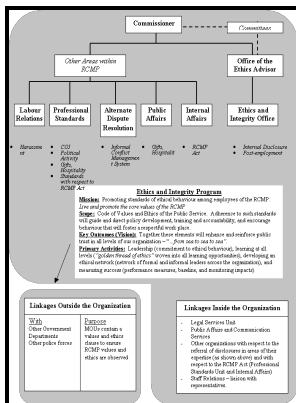 Commissioner
Committees
Other Areas within
RCMP
Office of the
Ethics Advisor
Labour
Relations
Professional
Standards
Alternate
Dispute
Resolution
Public
Affairs
Internal
Affairs
Ethics and
Integrity Office
• Harassme
nt
• COI
• Political
Activity
• Gifts,
Hospitality
• Standards
with respect to
RCMP Act
• Informal
Conflict
Managemen
t System
• Gifts,
Hospitalit
• RCMP
Act
• Internal Disclosure
• Post-employment
Ethics and Integrity Program
Mission: Promoting standards of ethical behaviour among employees of the RCMP.
Live and promote the core values of the RCMP
Scope: Code of Values and Ethics of the Public Service. Adherence to such standards
will guide and direct policy development, training and accountability, and encourage
behaviour that will foster a respectful work place.
Key Outcomes (Vision): Together these elements will enhance and reinforce public
trust in all levels of our organization –
Primary Activities: Leadership (commitment to ethical behaviour), learning at all
levels ("golden thread of ethics" woven into all learning opportunities), developing an
ethical network (network of formal and informal leaders across the organization), and
measuring success (performance measures, baseline, and monitoring impacts)
Linkages Outside the Organization
With
Other Government
Departments
Other police forces
Purpose
MOUs contain a
values and ethics
clause to ensure
RCMP values and
ethics are observed
Linkages Inside the Organization
- Legal Services Unit
- Public Affairs and Communication
Services
- Other organizations with respect to the
referral of disclosures in areas of their
expertise (as shown above) and with
respect to the RCMP Act (Professional
Standards Unit and Internal Affairs)
- Staff Relations – liaison with
representatives.